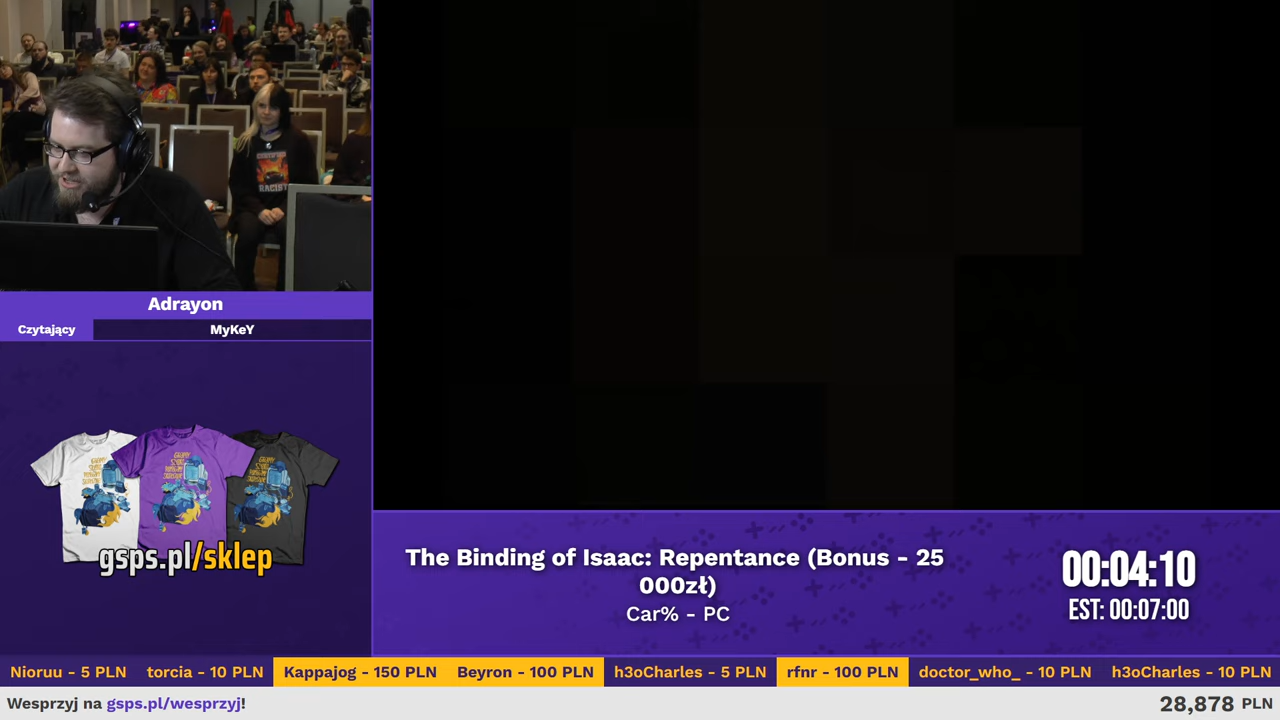 CERTIFIED
RACIST
Adrayon
Czytający
MyKeY
gsps.pl/sklep
The Binding of Isaac: Repentance (Bonus - 25
000zł)
Car% - PC
00:04:10
EST: 00:07:00
Nioruu - 5 PLN torcia - 10 PLN Kappajog - 150 PLN Beyron - 100 PLN h3oCharles - 5 PLN rfnr - 100 PLN doctor_who_ - 10 PLN h3oCharles - 10 PLN
Wesprzyj na gsps.pl/wesprzyj!
28,878 PLN